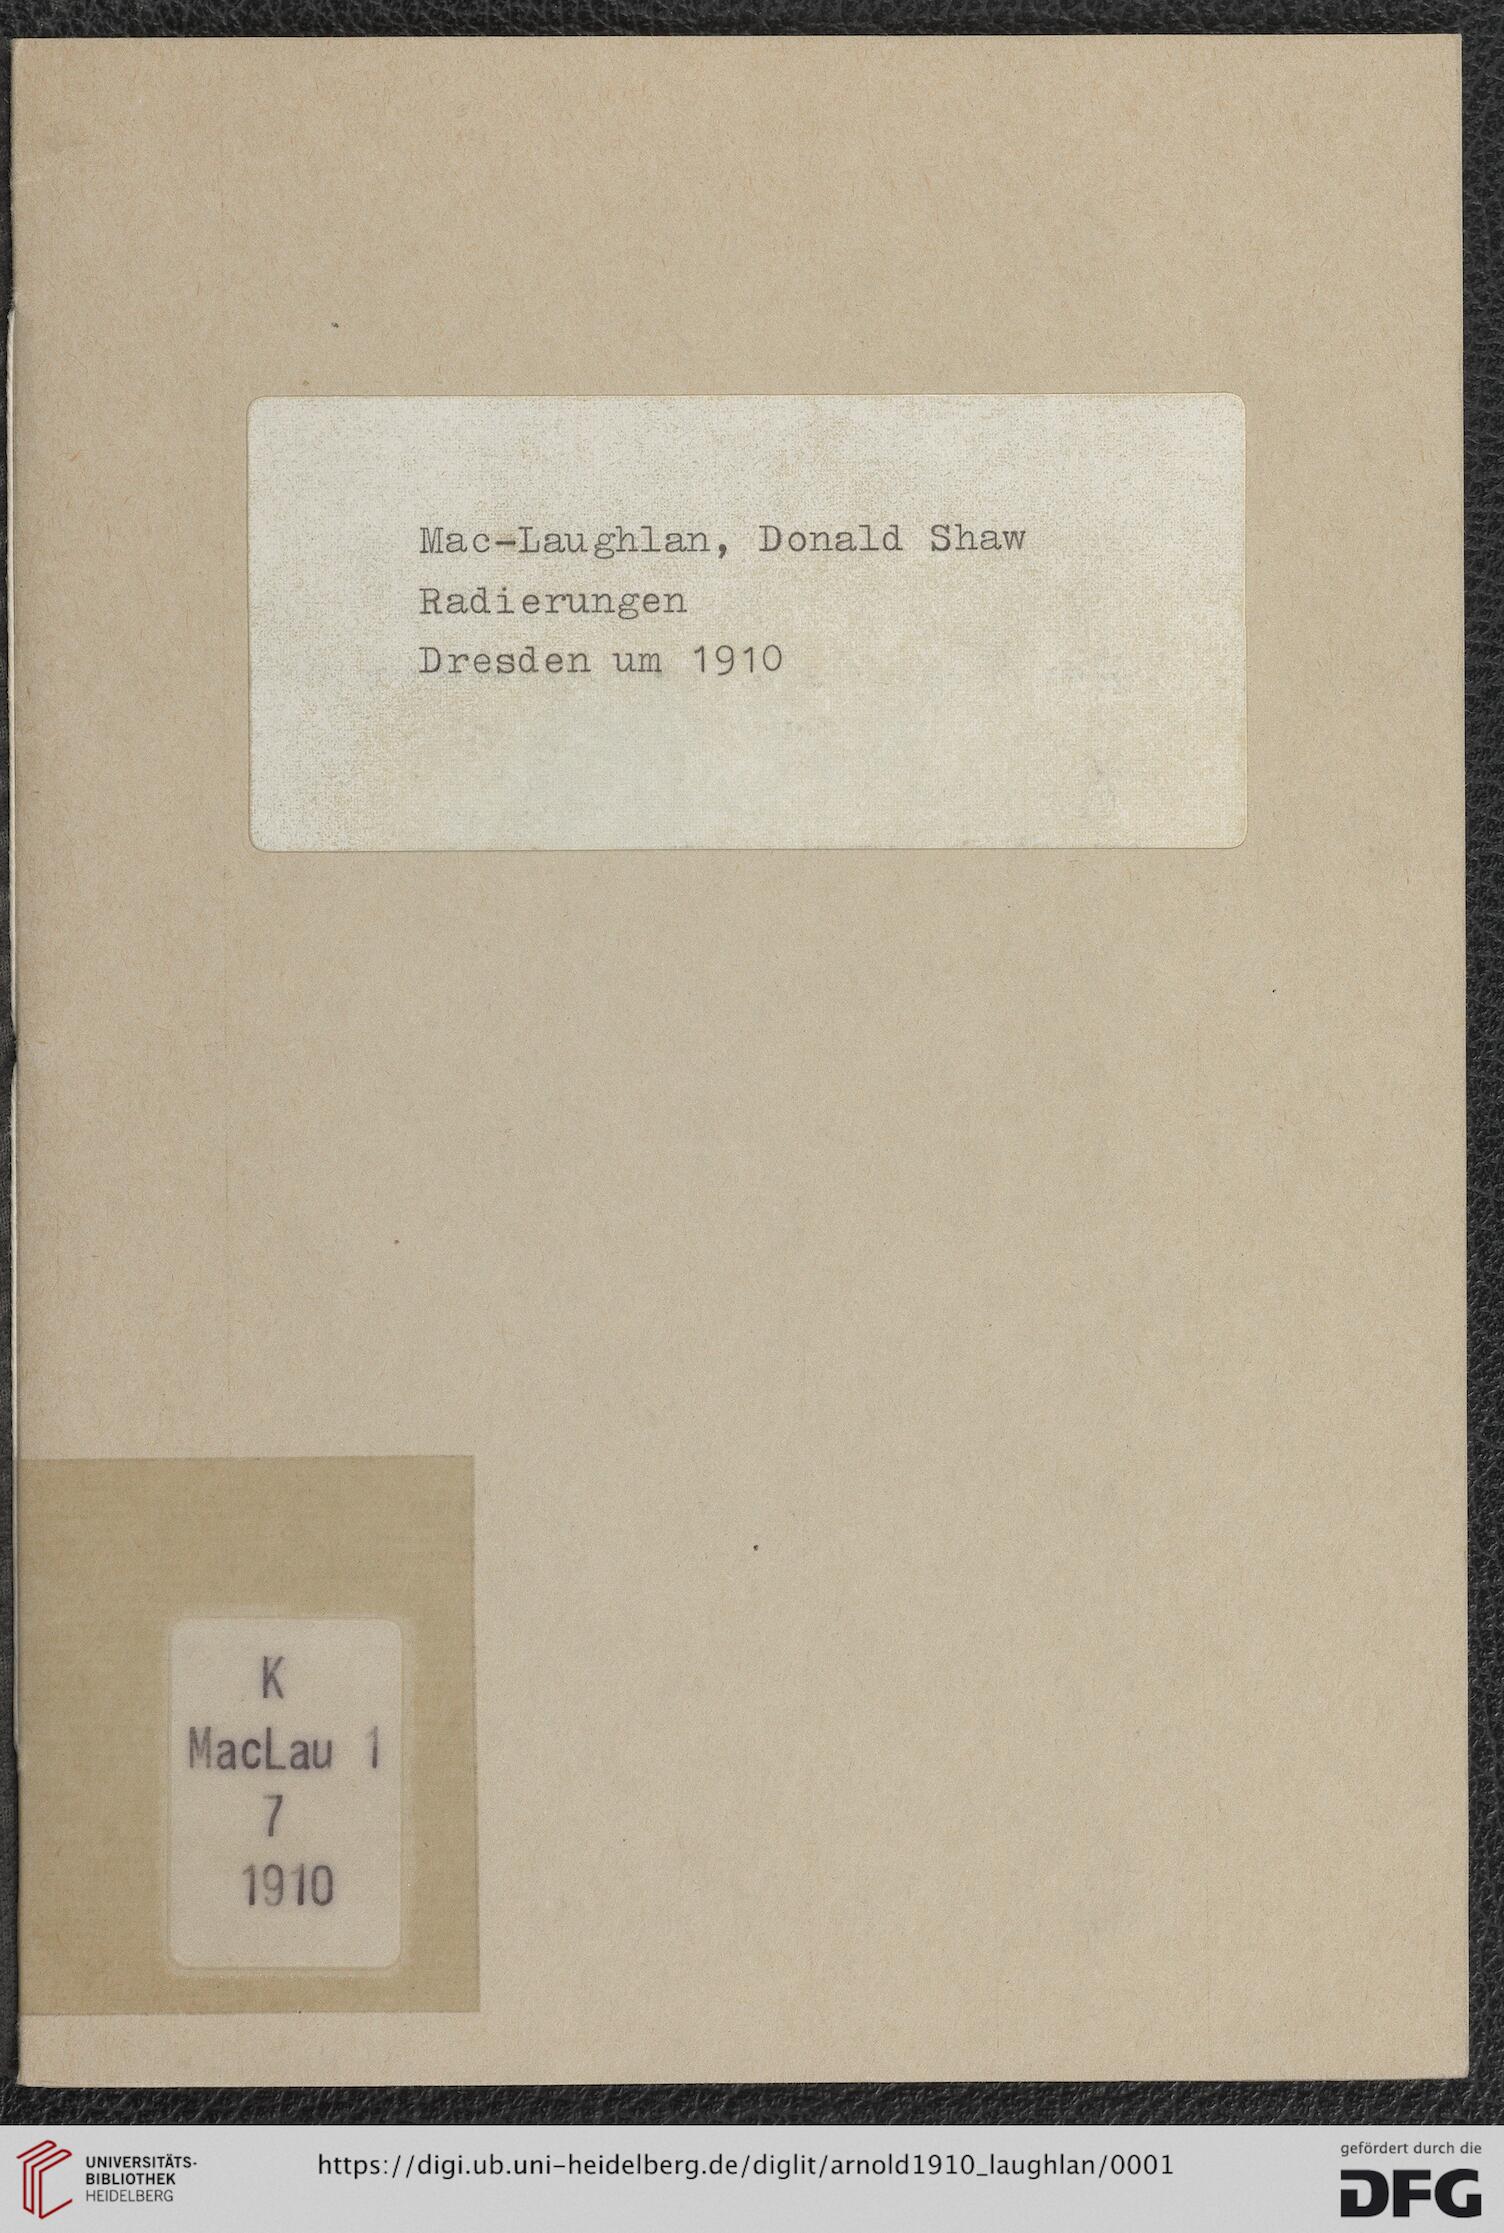 Mac-Laughlan, Donald Shaw
Radierungen
Dresden um 1910
K
MacLau 1
7
1910
UNIVERSITÄTS-
BIBLIOTHEK
HEIDELBERG
https://digi.ub.uni-heidelberg.de/diglit/arnold1910_laughlan/0001
gefördert durch die
DFG